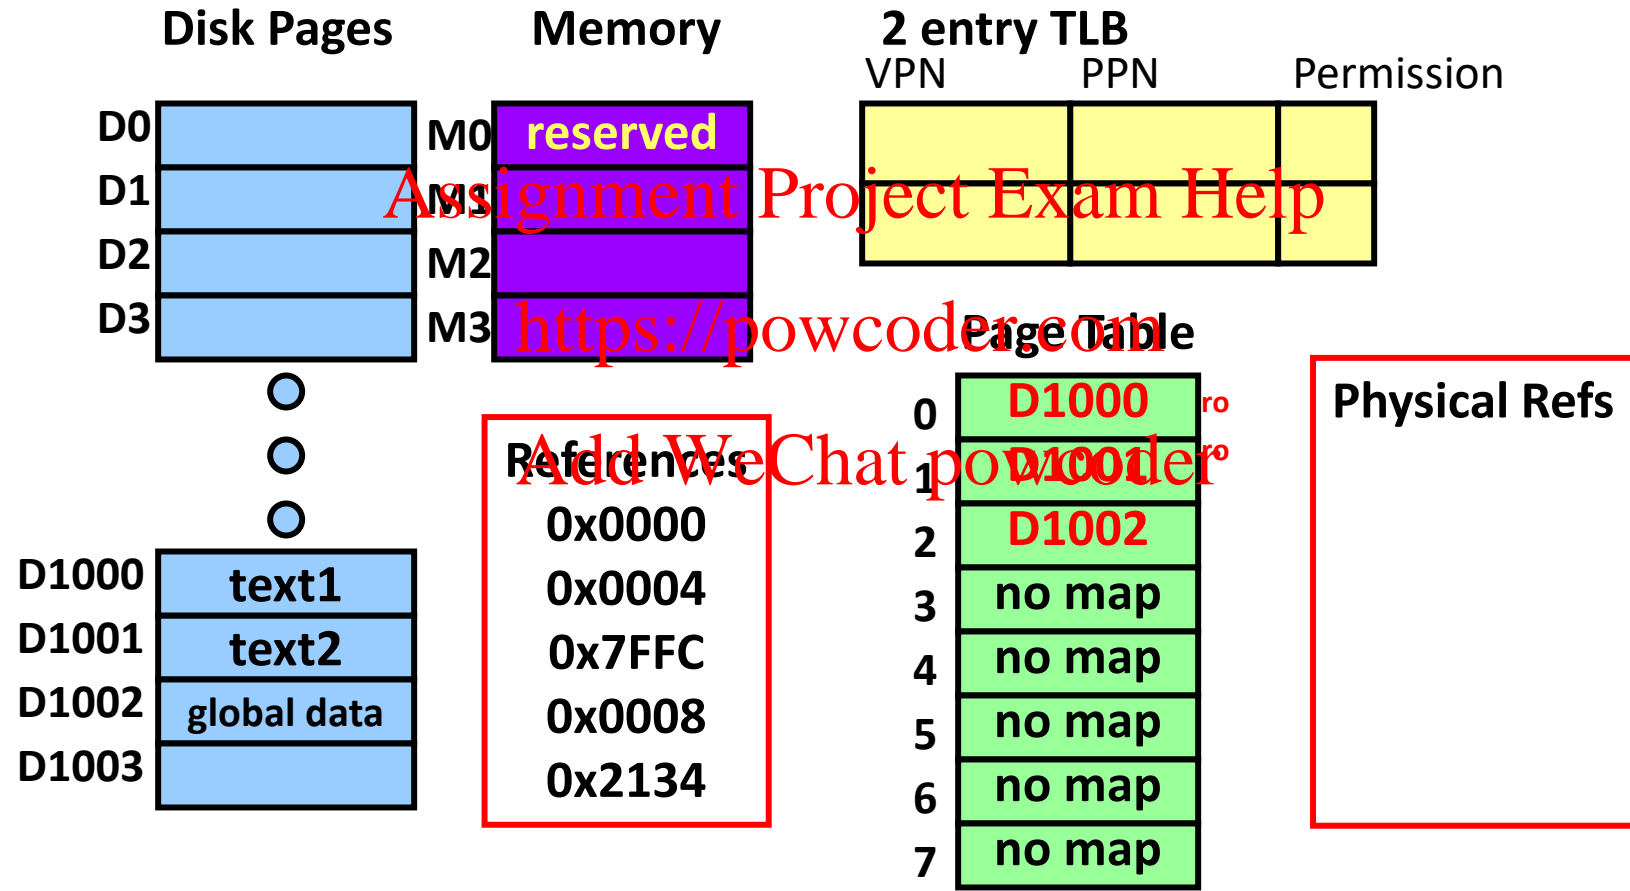 Disk Pages
Memory
2 entry TLB
VPN
PPN
Permission
D0
D1
D2
D3
M0
reserved
M1
M2
M3
Assignment Project Exam Help
https://powcoder.com
Add WeChat powcoder
Page Table
0
D1000
ro
1
D1001
ro
2
D1002
3
no map
4
no map
5
no map
6
no map
7
no map
Physical Refs
References
0x0000
0x0004
0x7FFC
0x0008
0x2134
D1000
text1
D1001
text2
D1002
global data
D1003